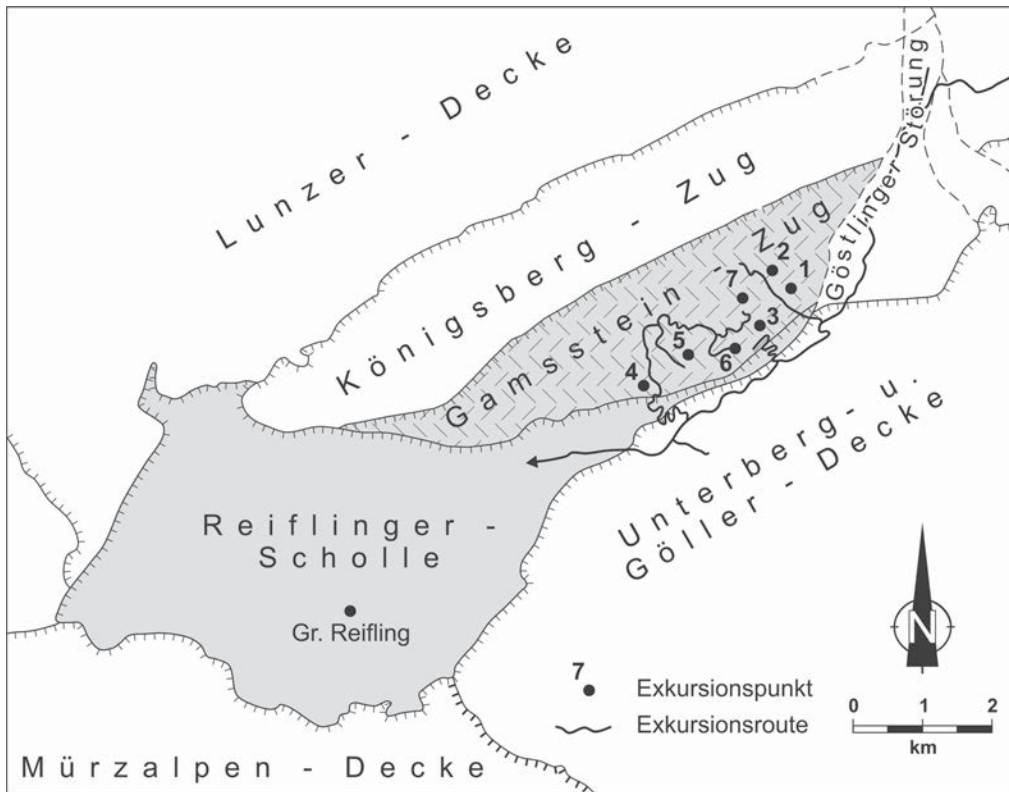 Lunzer - Decke
Königsberg - Zug
Gamsstein - Zug
Göstlinger Störung
2
1
7
3
5
6
4
Unterberg- u.
Göller - Decke
Reiflinger -
Scholle
Gr. Reifling
Mürzalpen - Decke
N
7
Exkursionspunkt
Exkursionsroute
0 1 2
km